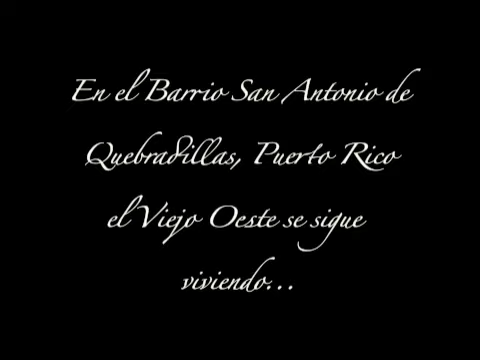 En el Barrio San Antonio de
Quebradillas, Puerto Rico
el Viejo Oeste se sigue
viviendo...